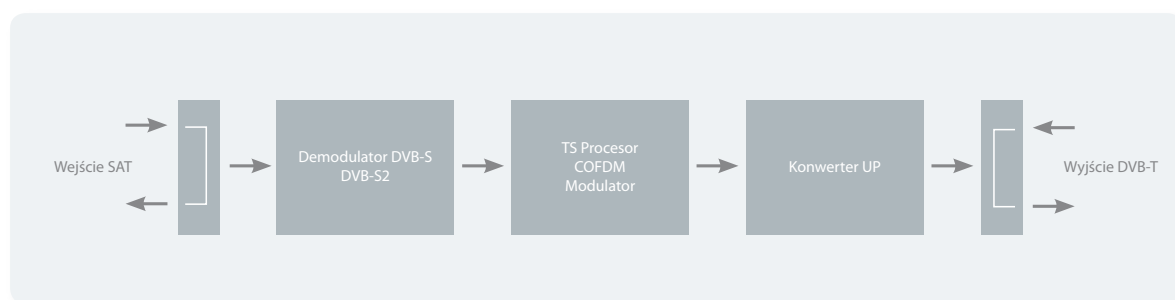 Wejście SAT
Demodulator DVB-S
DVB-S2
TS Procesor
COFDM
Modulator
Konwerter UP
Wyjście DVB-T